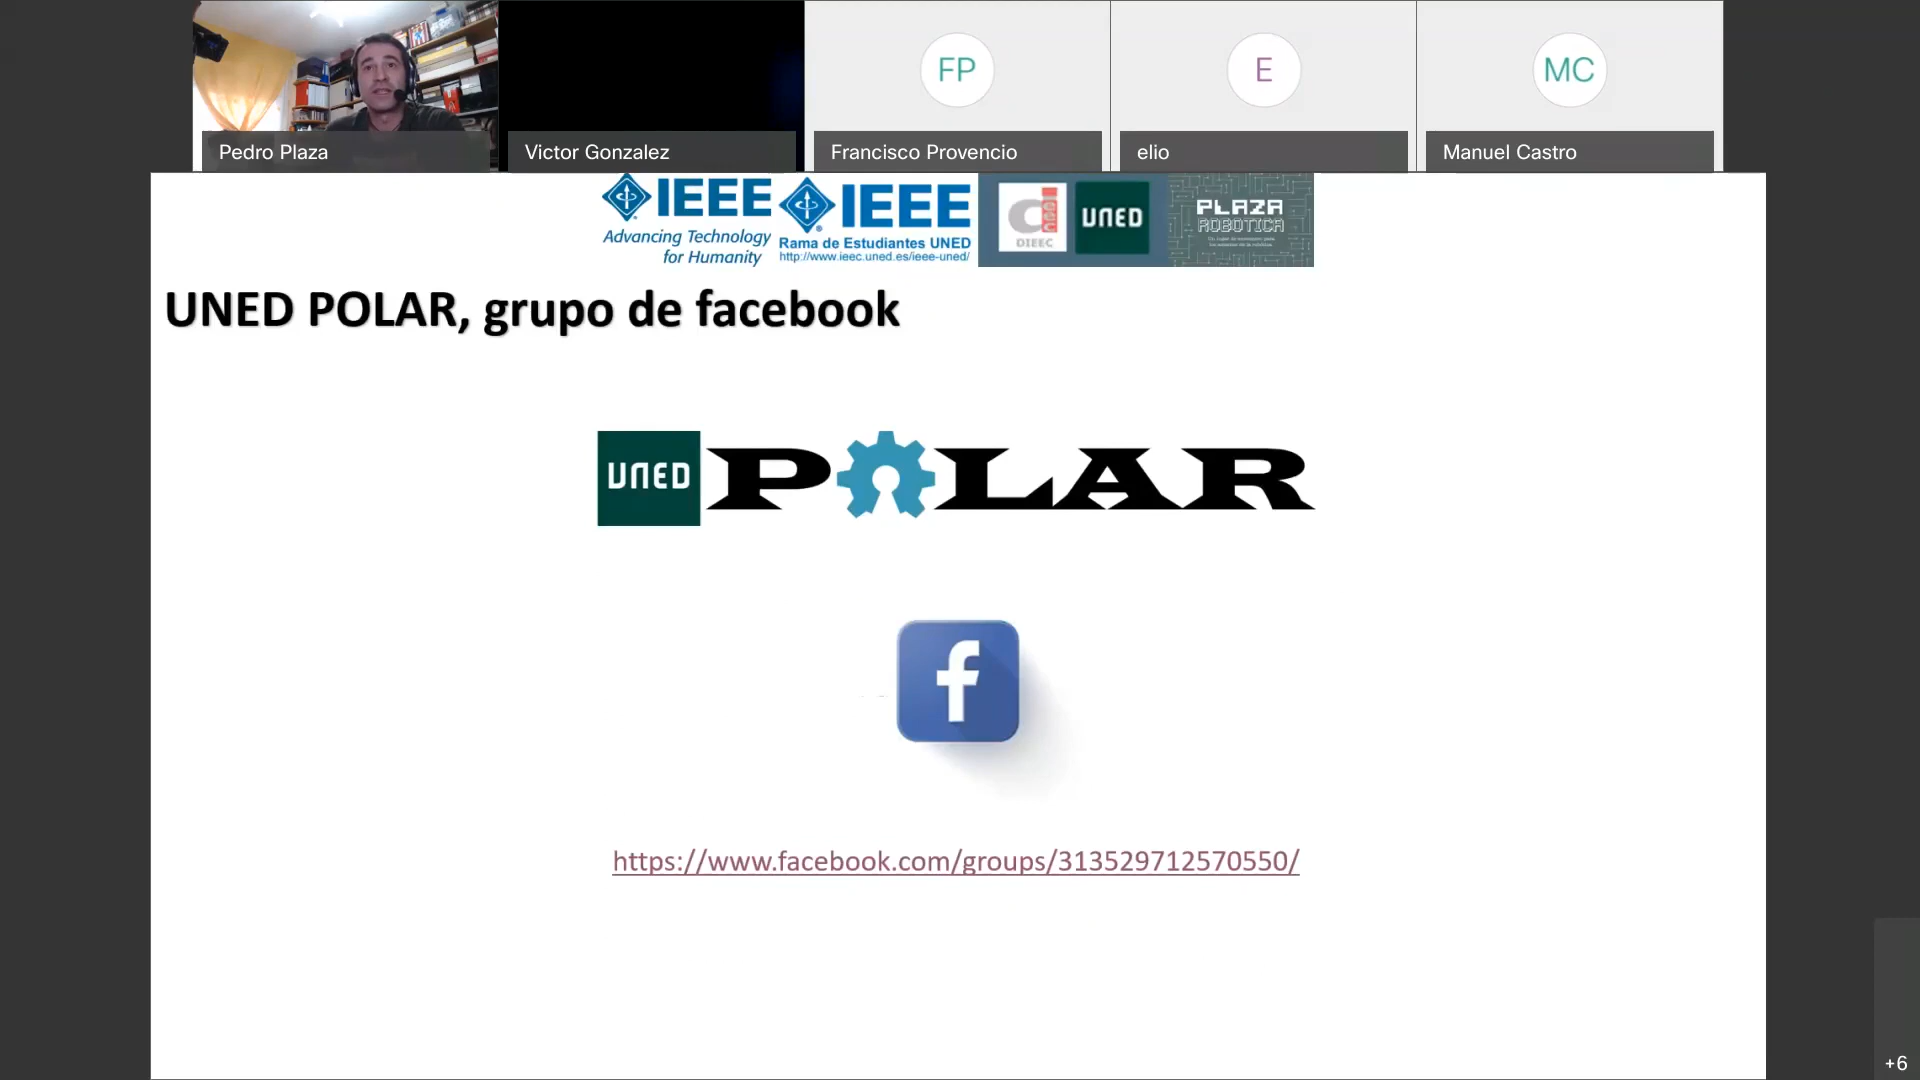 FP
E
MC
Pedro Plaza
Victor Gonzalez
Francisco Provencio
elio
Manuel Castro
IEEE
Advancing Technology
for Humanity
IEEE
Rama de Estudiantes UNED
http://www.ieec.uned.es/ieee-uned/
DIEEC
UNED
PLAZA
ROBOTICA
UNED POLAR, grupo de facebook
UNED POLAR
f
https://www.facebook.com/groups/313529712570550/
+6